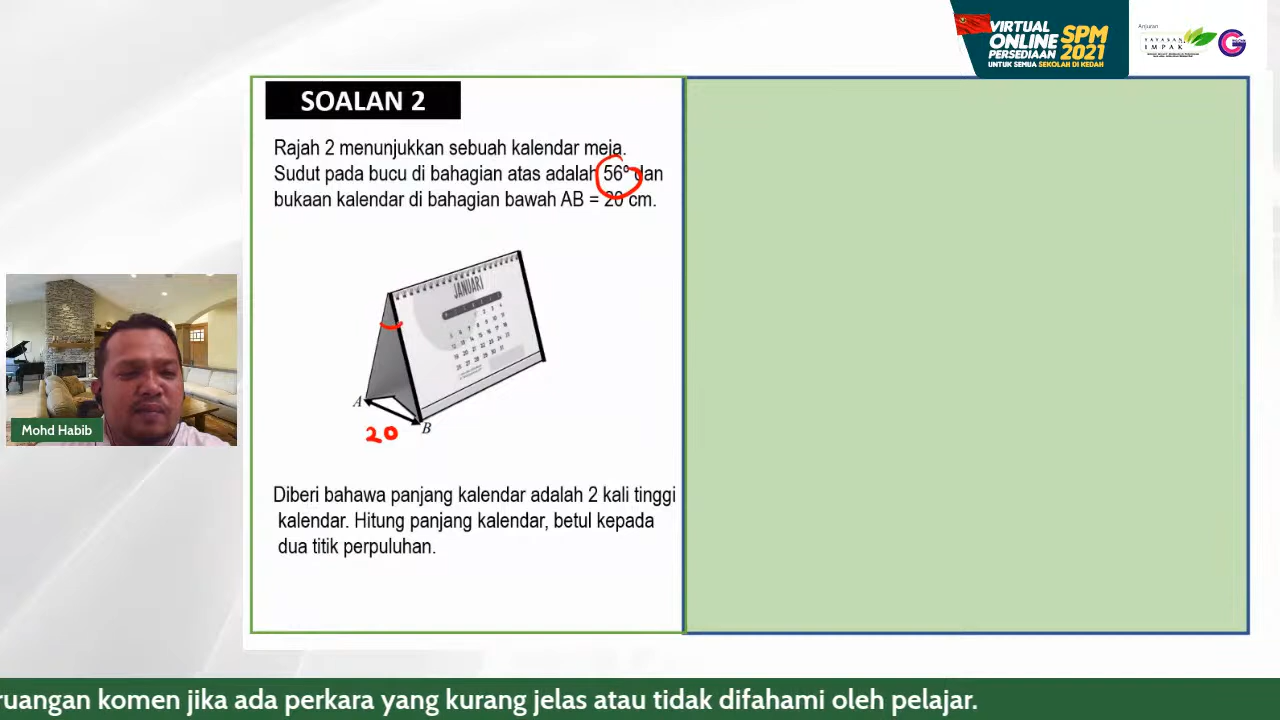 VIRTUAL
ONLINE
PERSEDIAAN
SPM
2021
UNTUK SEMUA SEKOLAH DI KEDAH
Anjuran
YAYASAN
IMPAK
SOALAN 2
Rajah 2 menunjukkan sebuah kalendar meja.
Sudut pada bucu di bahagian atas adalah 56° dan
bukaan kalendar di bahagian bawah AB = 20 cm.
JANUARI
A
B
20
Diberi bahawa panjang kalendar adalah 2 kali tinggi
kalendar. Hitung panjang kalendar, betul kepada
dua titik perpuluhan.
Mohd Habib
ruangan komen jika ada perkara yang kurang jelas atau tidak difahami oleh pelajar.